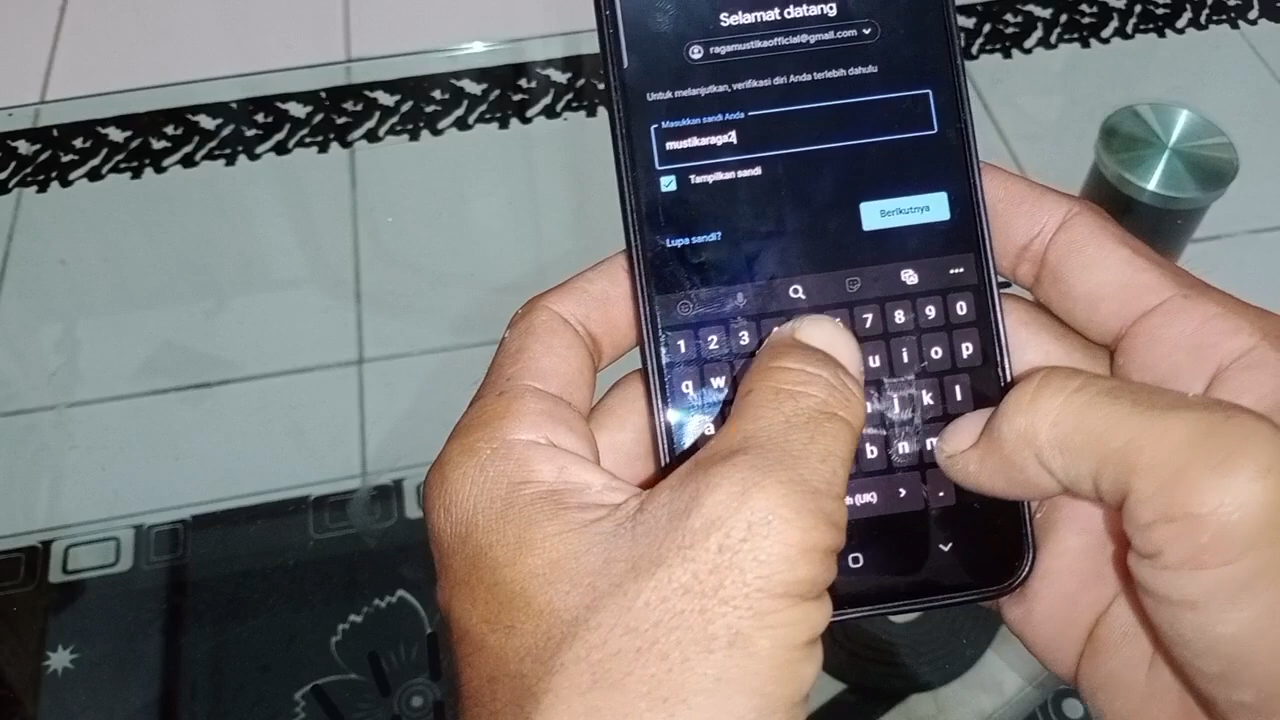 Selamat datang
ragamustikaofficial@gmail.com
Untuk melanjutkan, verifikasi diri Anda terlebih dahulu
Masukkan sandi Anda
mustikaraga2
Tampilkan sandi
Berikutnya
Lupa sandi?
1 2 3 7 8 9 0
q w u i o p
a j k l
b n m
(UK) > .